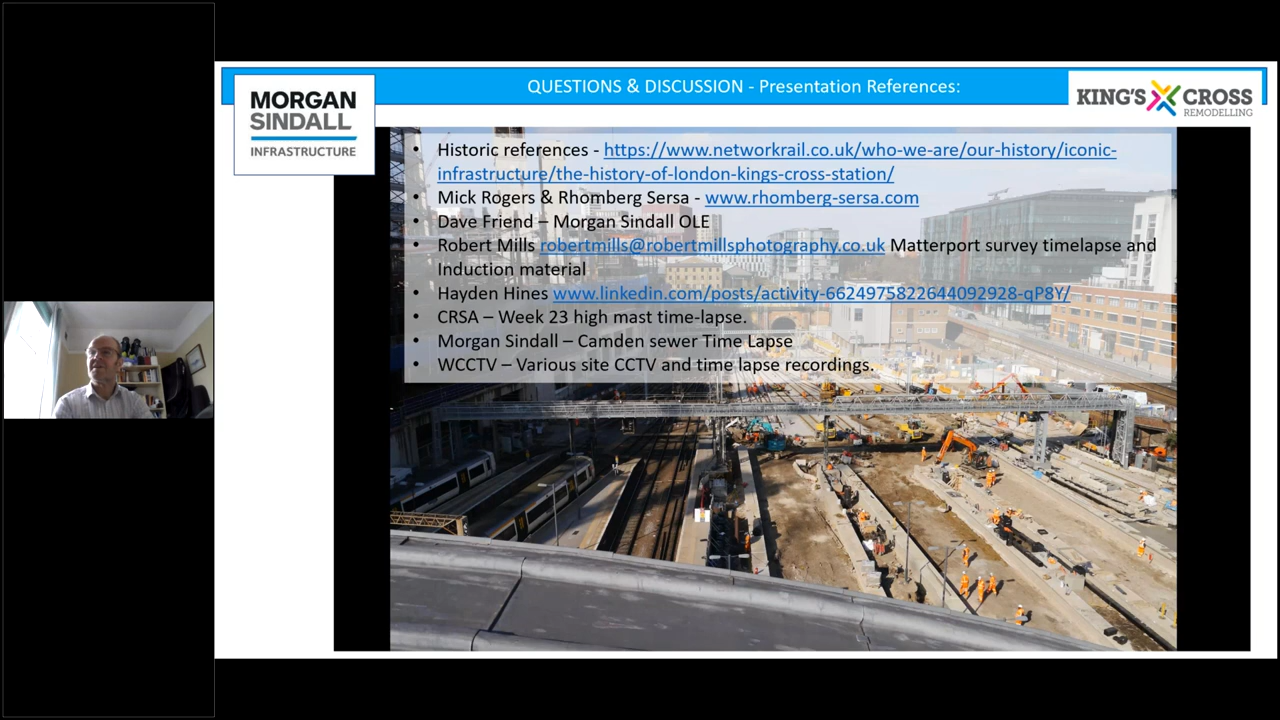 QUESTIONS & DISCUSSION - Presentation References:
MORGAN
SINDALL
INFRASTRUCTURE
KING'S CROSS
REMODELLING
• Historic references - https://www.networkrail.co.uk/who-we-are/our-history/iconic-
infrastructure/the-history-of-london-kings-cross-station/
• Mick Rogers & Rhomberg Sersa - www.rhomberg-sersa.com
• Dave Friend – Morgan Sindall OLE
• Robert Mills robertmills@robertmillsphotography.co.uk Matterport survey timelapse and
Induction material
• Hayden Hines www.linkedin.com/posts/activity-6624975822644092928-qP8Y/
• CRSA – Week 23 high mast time-lapse.
• Morgan Sindall – Camden sewer Time Lapse
• WCCTV – Various site CCTV and time lapse recordings.